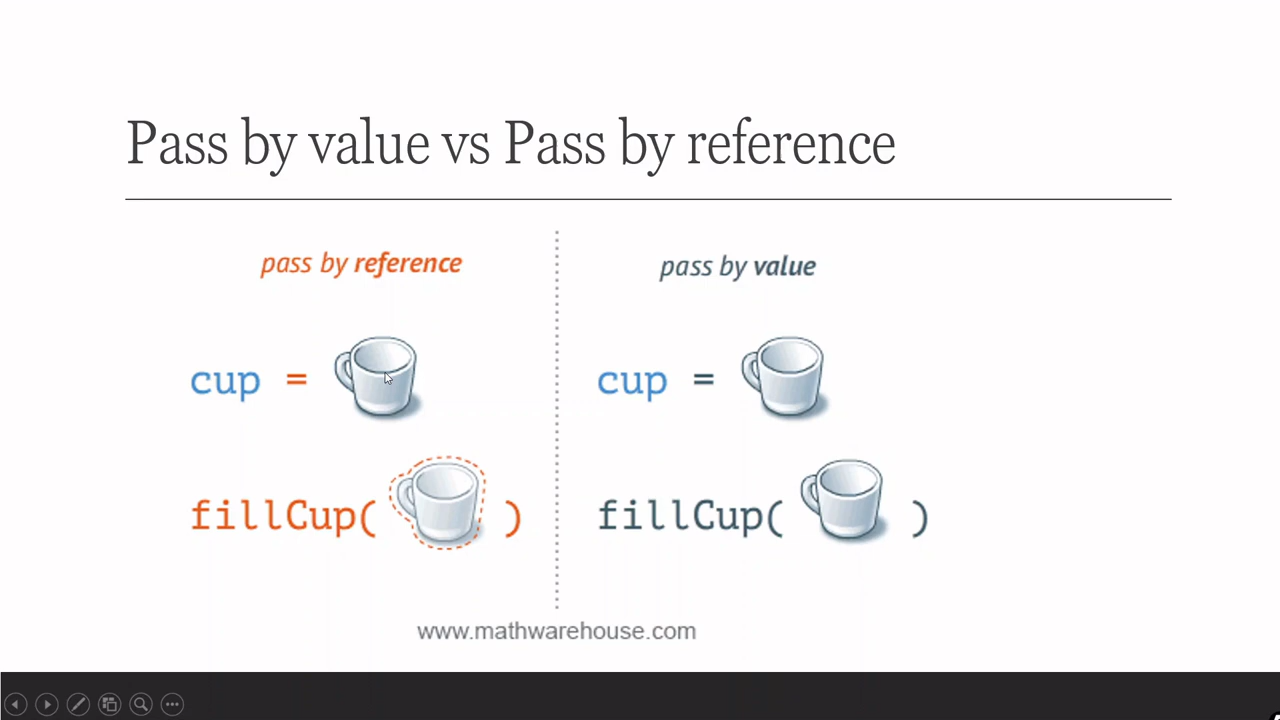 Pass by value vs Pass by reference
pass by reference
cup =
fillCup( )
pass by value
cup =
fillCup( )
www.mathwarehouse.com